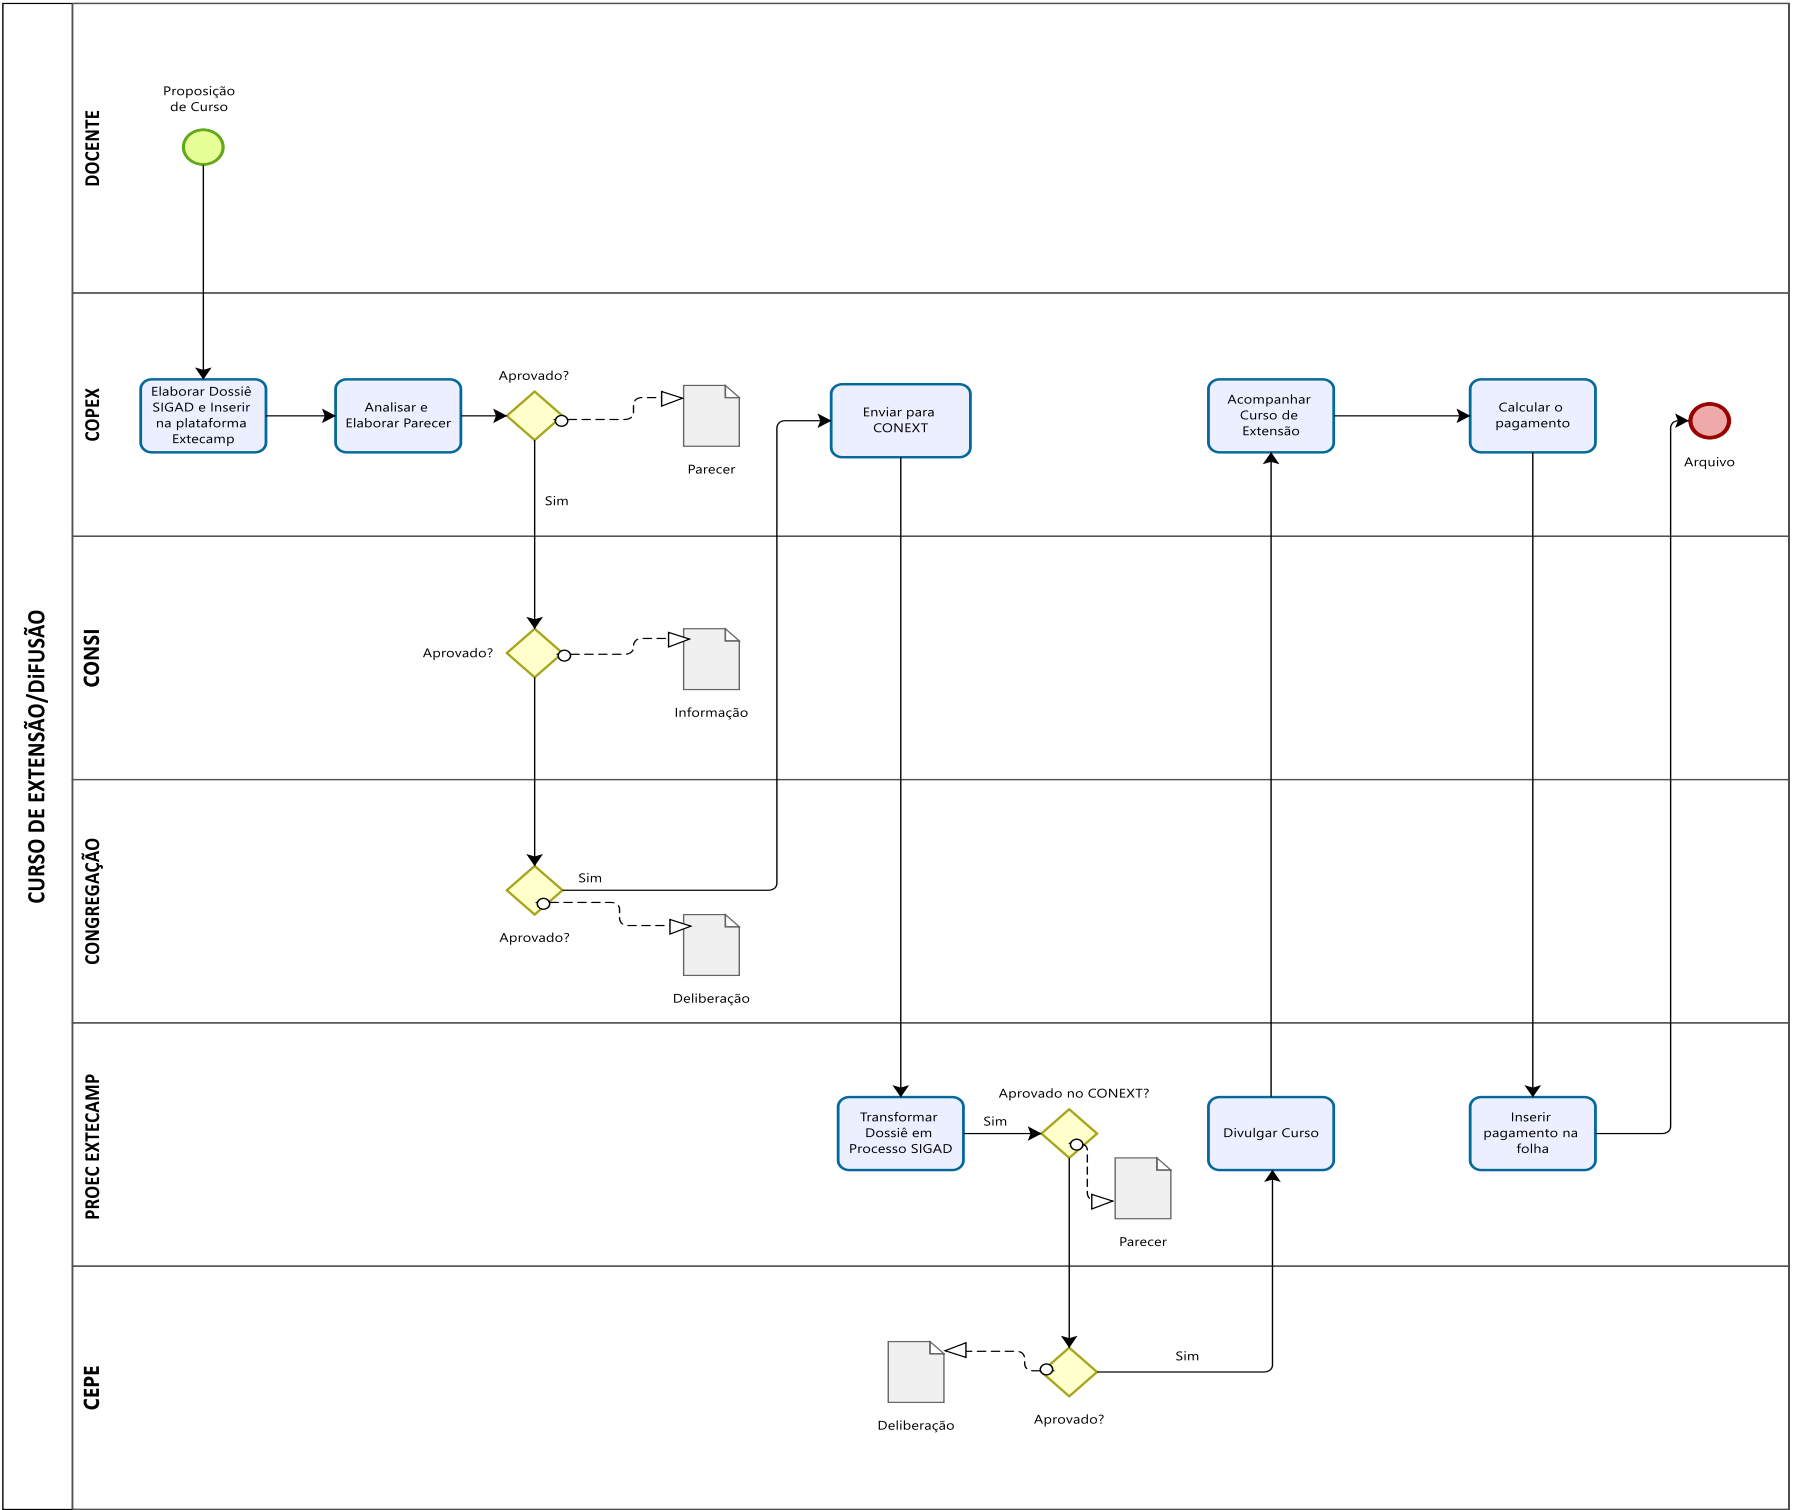 CURSO DE EXTENSÃO/DiFUSÃO
DOCENTE
Proposição
de Curso
COPEX
Elaborar Dossiê
SIGAD e Inserir
na plataforma
Extecamp
Analisar e
Elaborar Parecer
Aprovado?
Parecer
Sim
Enviar para
CONEXT
Acompanhar
Curso de
Extensão
Calcular o
pagamento
Arquivo
CONSI
Aprovado?
Informação
CONGREGAÇÃO
Sim
Aprovado?
Deliberação
PROEC EXTECAMP
Transformar
Dossiê em
Processo SIGAD
Sim
Aprovado no CONEXT?
Parecer
Divulgar Curso
Inserir
pagamento na
folha
CEPE
Deliberação
Aprovado?
Sim